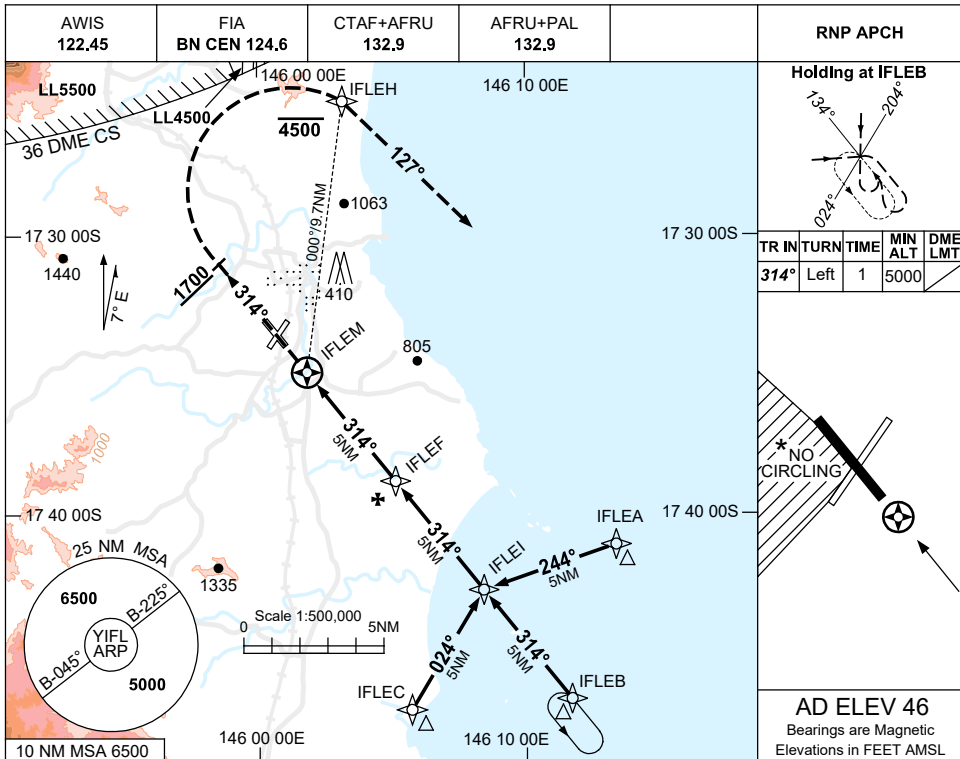 AWIS
122.45
FIA
BN CEN 124.6
CTAF+AFRU
132.9
AFRU+PAL
132.9
RNP APCH
146 00 00E
146 10 00E
LL5500
LL4500
36 DME CS
IFLEH
4500
127°
000°/9.7NM
1063
17 30 00S
17 30 00S
1440
7° E
1700
314°
410
IFLEM
805
314°
5NM
IFLEF
1000
17 40 00S
17 40 00S
314°
5NM
IFLEI
IFLEA
244°
5NM
1335
25 NM MSA
6500
B-225°
YIFL
ARP
B-045°
5000
Scale 1:500,000
0
5NM
024°
5NM
314°
5NM
IFLEC
IFLEB
146 00 00E
146 10 00E
10 NM MSA 6500
Holding at IFLEB
134°
204°
024°
TR IN
TURN
TIME
MIN
ALT
DME
LMT
314°
Left
1
5000
*NO
CIRCLING
AD ELEV 46
Bearings are Magnetic
Elevations in FEET AMSL